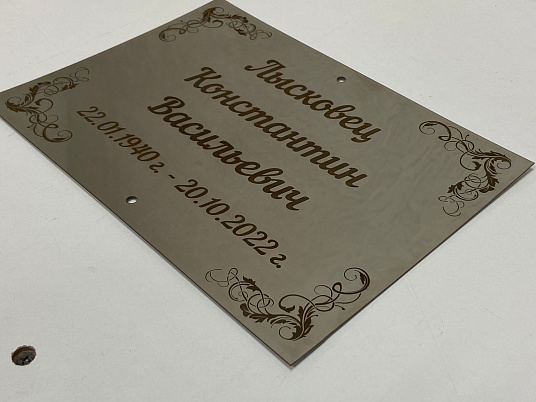 Лысковец
Константин
Васильевич
22.01.1940 г. - 20.10.2022 г.